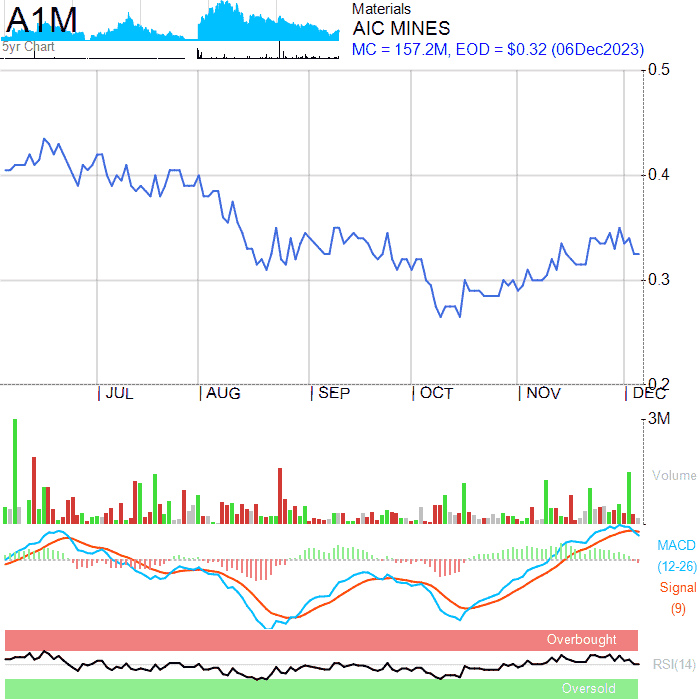 A1M
5yr Chart
Materials
AIC MINES
MC = 157.2M, EOD = $0.32 (06Dec2023)
0.5
0.4
0.3
0.2
JUL
AUG
SEP
OCT
NOV
DEC
3M
Volume
MACD
(12-26)
Signal
(9)
Overbought
RSI(14)
Oversold